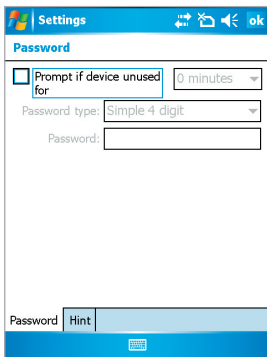 Settings ok
Password
Prompt if device unused 0 minutes
for
Password type: Simple 4 digit
Password:
Password Hint